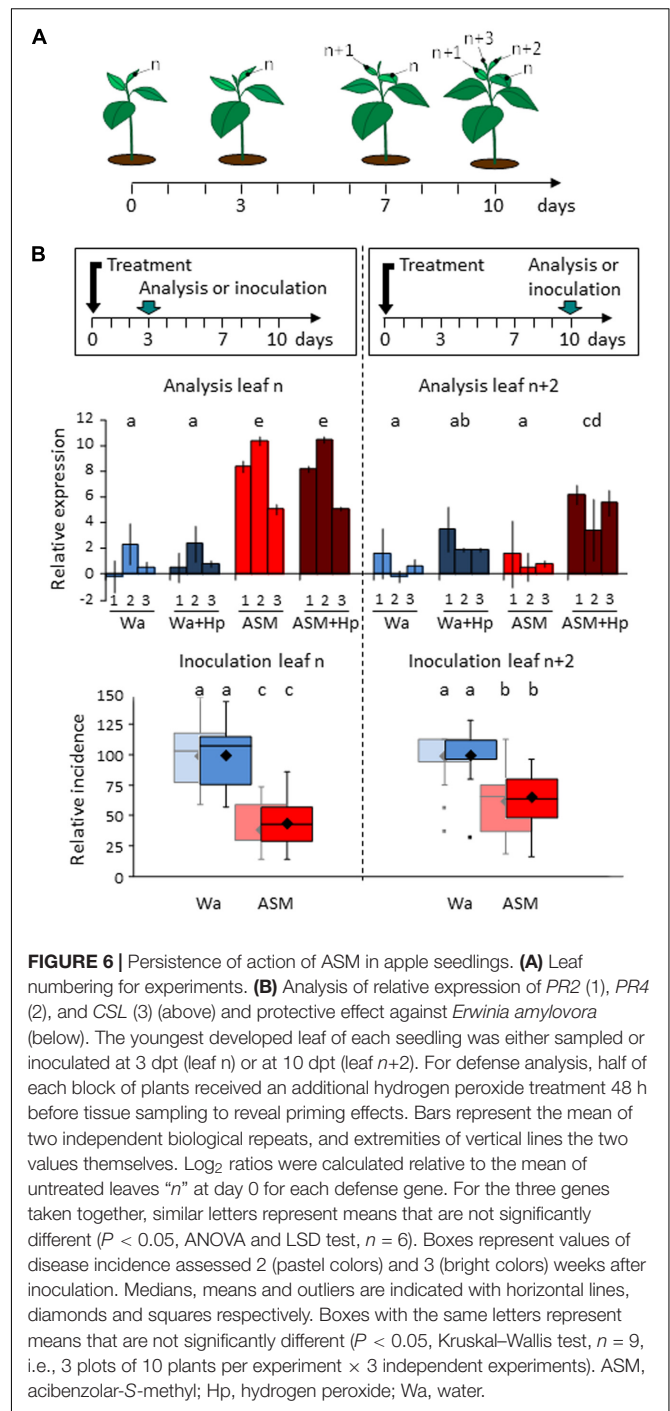 A
n
n
n+1
n
n+3
n+1
n+2
n
0 3 7 10 days
B
Treatment
Analysis or inoculation
0 3 7 10 days
Treatment
Analysis or
inoculation
0 3 7 10 days
Analysis leaf n
Analysis leaf n+2
Relative expression
12
10
8
6
4
2
0
-2
a a e e a ab a cd
1 2 3 1 2 3 1 2 3 1 2 3 1 2 3 1 2 3 1 2 3 1 2 3
Wa Wa+Hp ASM ASM+Hp Wa Wa+Hp ASM ASM+Hp
Inoculation leaf n
Inoculation leaf n+2
Relative incidence
150
125
100
75
50
25
0
a a c c a a b b
Wa ASM Wa ASM
FIGURE 6 | Persistence of action of ASM in apple seedlings. (A) Leaf
numbering for experiments. (B) Analysis of relative expression of PR2 (1), PR4
(2), and CSL (3) (above) and protective effect against Erwinia amylovora
(below). The youngest developed leaf of each seedling was either sampled or
inoculated at 3 dpt (leaf n) or at 10 dpt (leaf n+2). For defense analysis, half of
each block of plants received an additional hydrogen peroxide treatment 48 h
before tissue sampling to reveal priming effects. Bars represent the mean of
two independent biological repeats, and extremities of vertical lines the two
values themselves. Log₂ ratios were calculated relative to the mean of
untreated leaves “n” at day 0 for each defense gene. For the three genes
taken together, similar letters represent means that are not significantly
different (P < 0.05, ANOVA and LSD test, n = 6). Boxes represent values of
disease incidence assessed 2 (pastel colors) and 3 (bright colors) weeks after
inoculation. Medians, means and outliers are indicated with horizontal lines,
diamonds and squares respectively. Boxes with the same letters represent
means that are not significantly different (P < 0.05, Kruskal–Wallis test, n = 9,
i.e., 3 plots of 10 plants per experiment × 3 independent experiments). ASM,
acibenzolar-S-methyl; Hp, hydrogen peroxide; Wa, water.